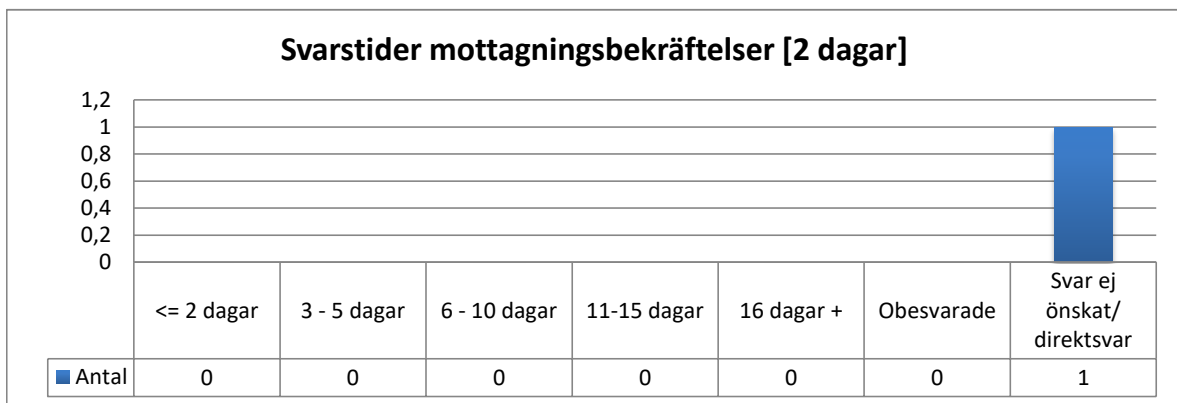 Svarstider mottagningsbekräftelser [2 dagar]
1,2
1
0,8
0,6
0,4
0,2
0
<= 2 dagar
3 - 5 dagar
6 - 10 dagar
11-15 dagar
16 dagar +
Obesvarade
Svar ej
önskat/
direktsvar
Antal 0 0 0 0 0 0 1